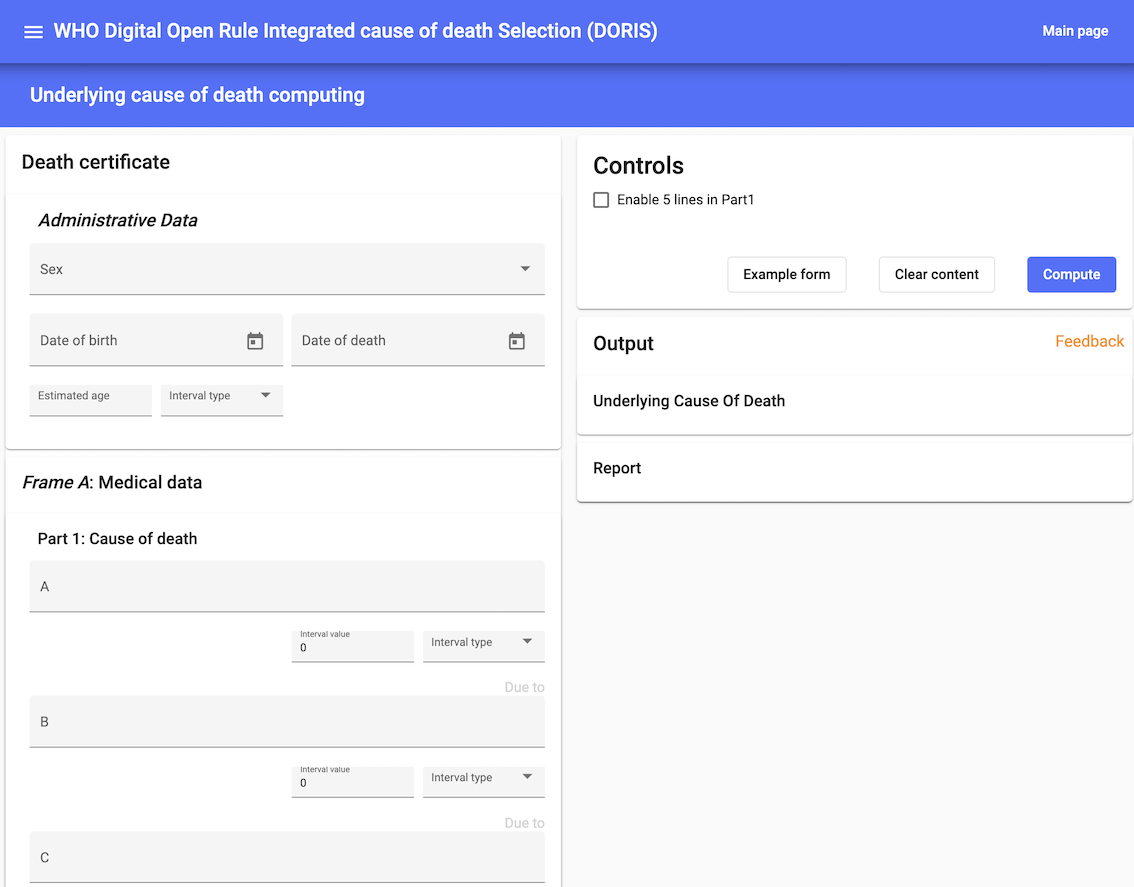 WHO Digital Open Rule Integrated cause of death Selection (DORIS)
Main page
Underlying cause of death computing
Death certificate
Administrative Data
Sex
Date of birth
Date of death
Estimated age
Interval type
Frame A: Medical data
Part 1: Cause of death
A
Interval value
0
Interval type
Due to
B
Interval value
0
Interval type
Due to
C
Controls
Enable 5 lines in Part1
Example form
Clear content
Compute
Output
Feedback
Underlying Cause Of Death
Report